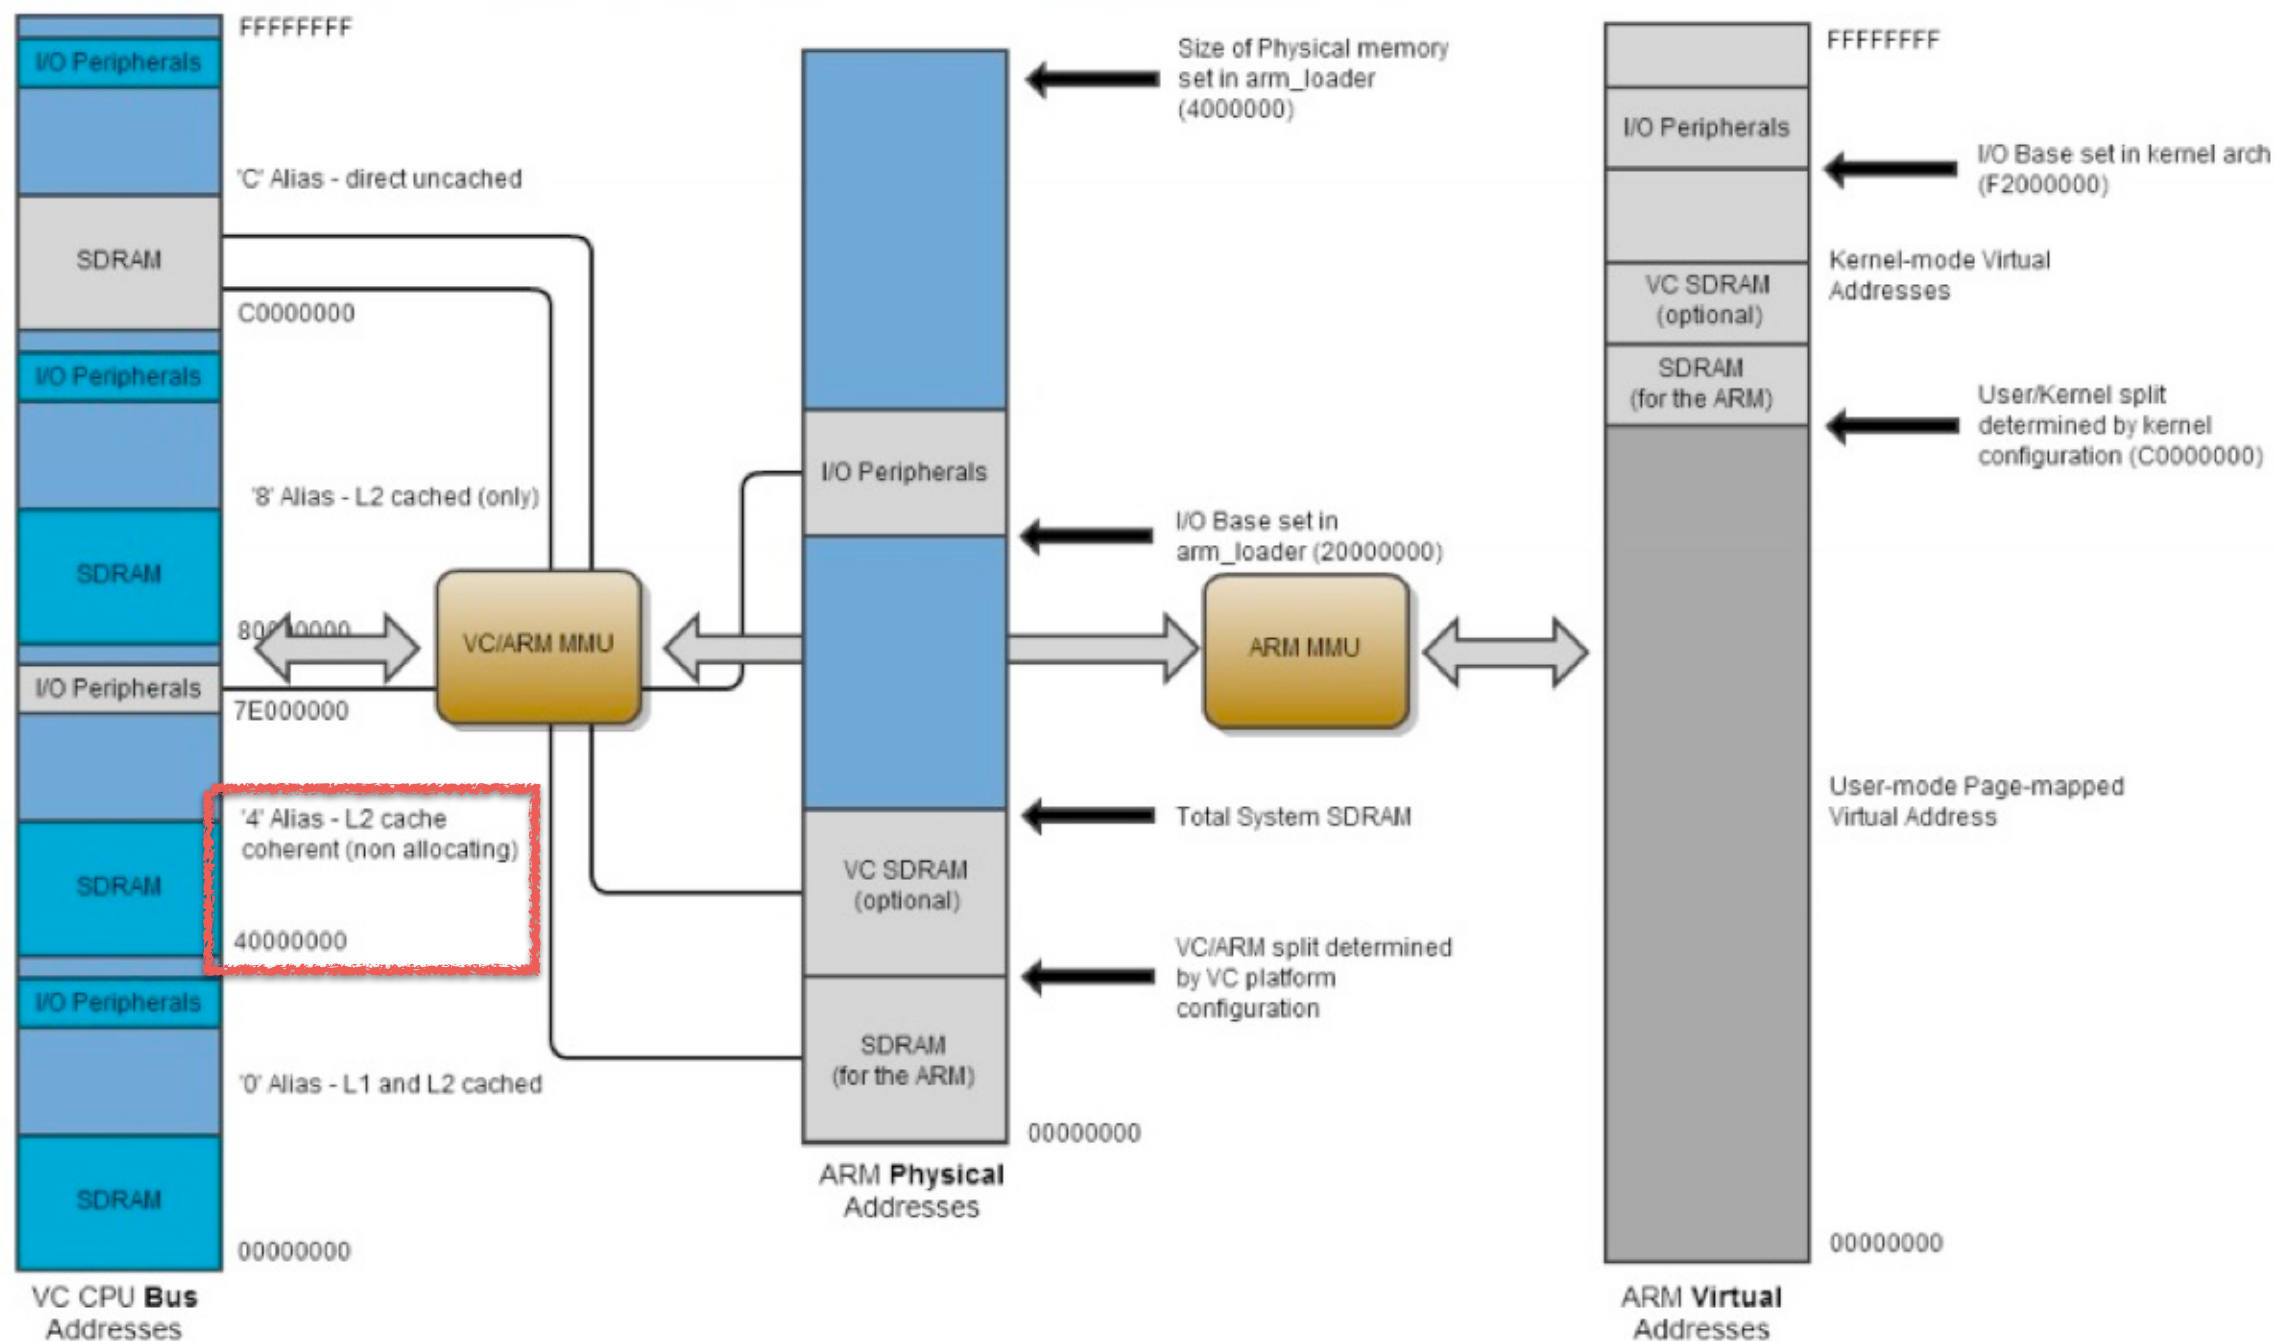 FFFFFFFF
I/O Peripherals
'C' Alias - direct uncached
SDRAM
C0000000
I/O Peripherals
'8' Alias - L2 cached (only)
SDRAM
I/O Peripherals
7E000000
'4' Alias - L2 cache
coherent (non allocating)
SDRAM
40000000
I/O Peripherals
'0' Alias - L1 and L2 cached
SDRAM
00000000
VC CPU Bus
Addresses
VC/ARM MMU
Size of Physical memory
set in arm_loader
(4000000)
I/O Peripherals
I/O Base set in
arm_loader (20000000)
Total System SDRAM
VC SDRAM
(optional)
VC/ARM split determined
by VC platform
configuration
SDRAM
(for the ARM)
00000000
ARM Physical
Addresses
ARM MMU
FFFFFFFF
I/O Peripherals
I/O Base set in kernel arch
(F2000000)
Kernel-mode Virtual
Addresses
VC SDRAM
(optional)
SDRAM
(for the ARM)
User/Kernel split
determined by kernel
configuration (C0000000)
User-mode Page-mapped
Virtual Address
00000000
ARM Virtual
Addresses